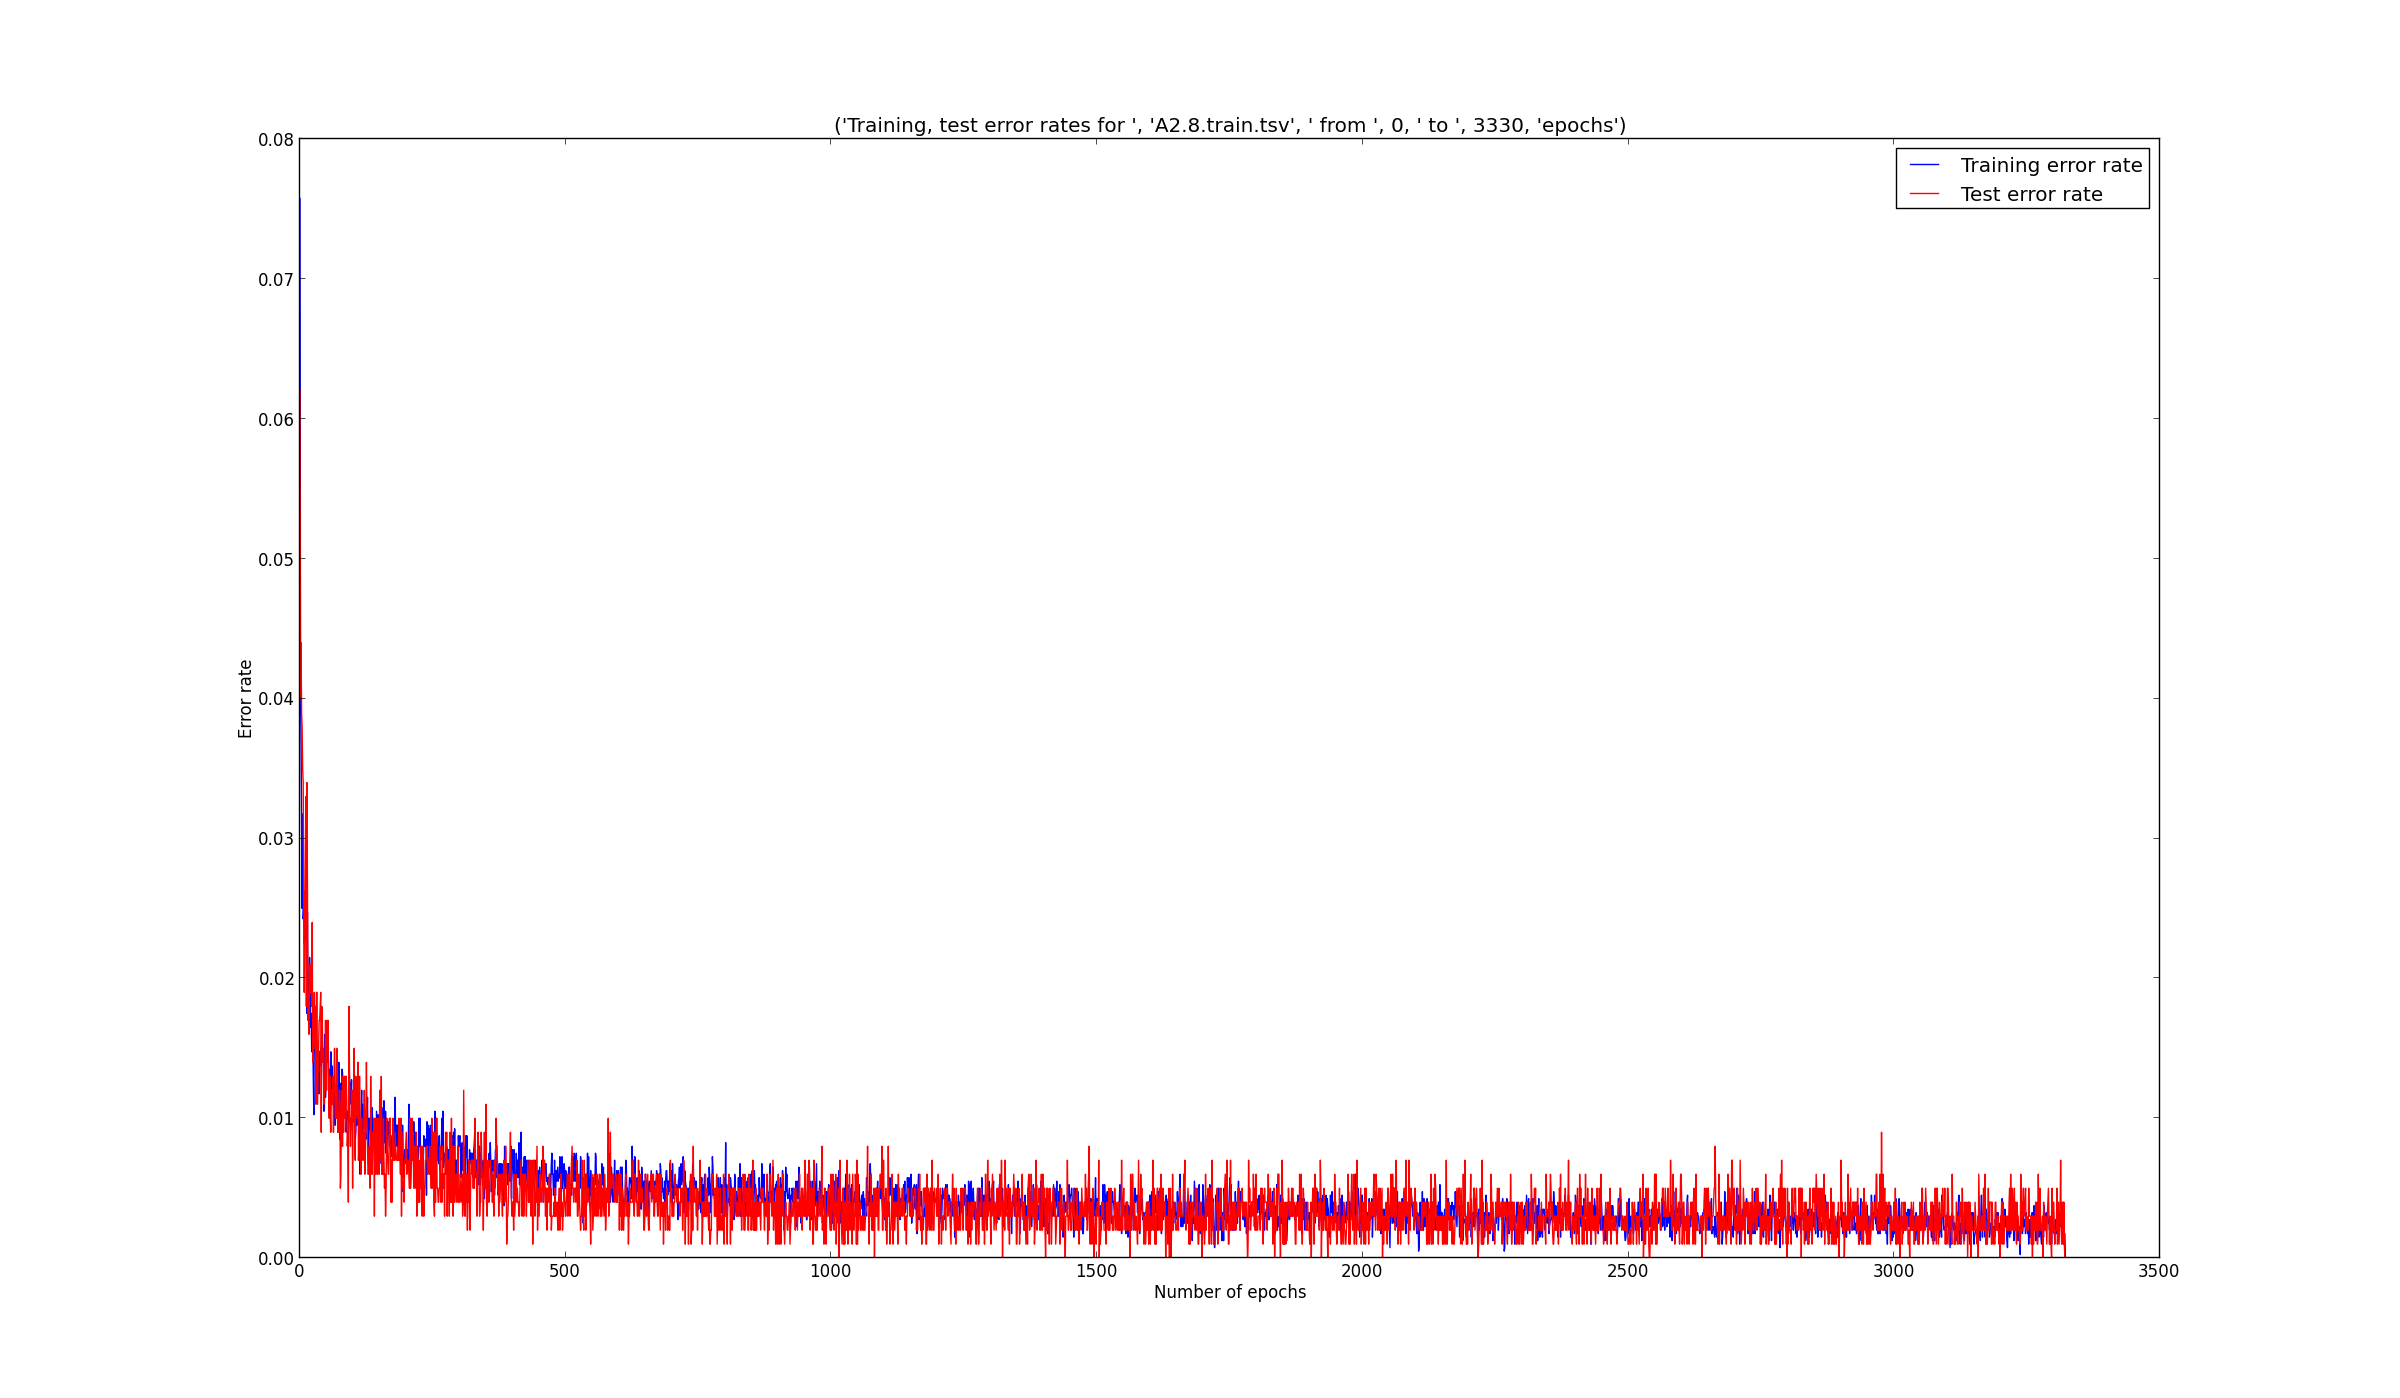 ('Training, test error rates for ', 'A2.8.train.tsv', ' from ', 0, ' to ', 3330, 'epochs')
Training error rate
Test error rate
0.08
0.07
0.06
0.05
0.04
0.03
0.02
0.01
0.00
Error rate
0 500 1000 1500 2000 2500 3000 3500
Number of epochs